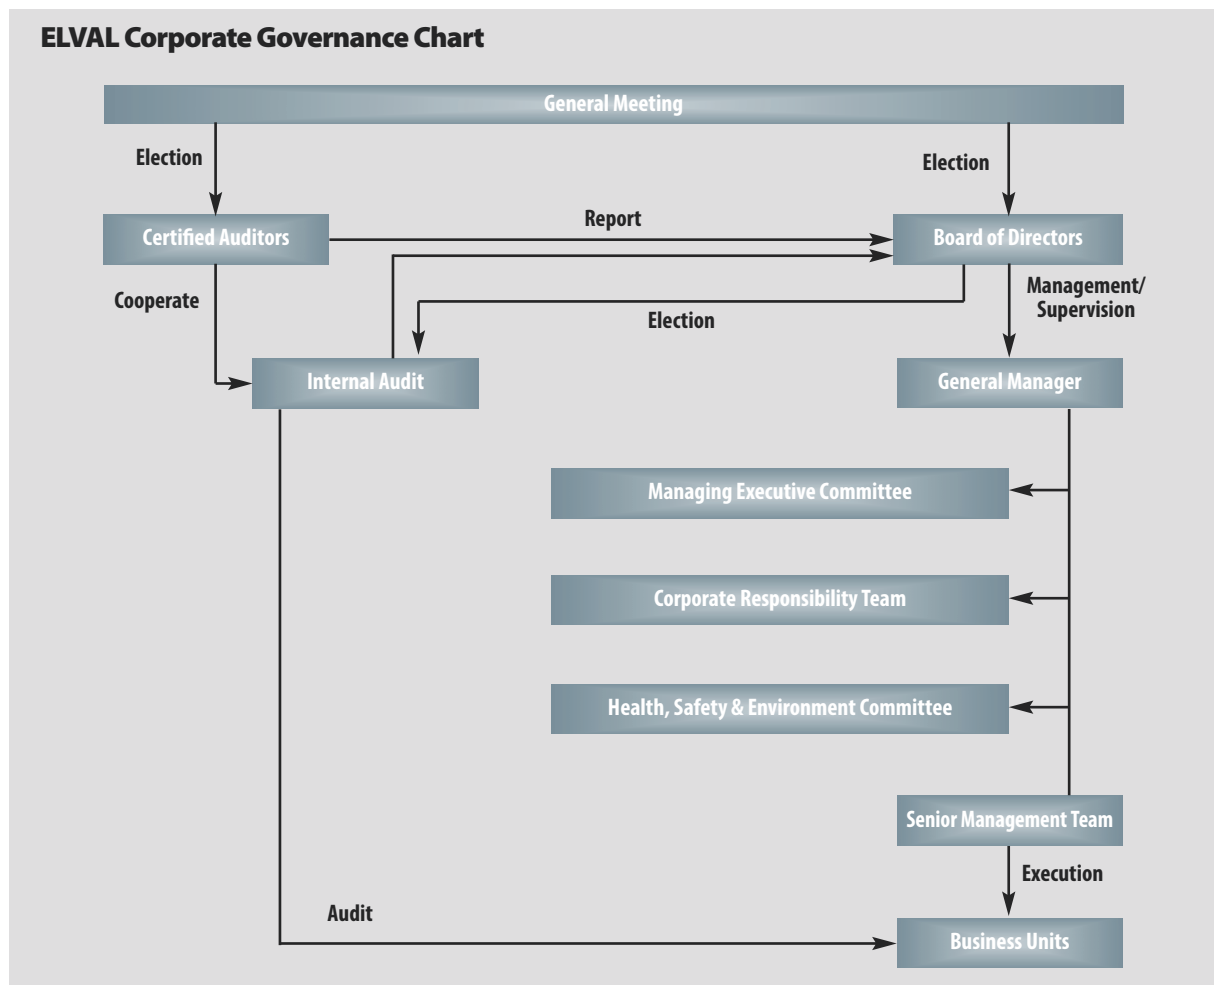 ELVAL Corporate Governance Chart
General Meeting
Election
Election
Report
Certified Auditors
Board of Directors
Cooperate
Management/
Supervision
Election
Internal Audit
General Manager
Managing Executive Committee
Corporate Responsibility Team
Health, Safety & Environment Committee
Senior Management Team
Execution
Audit
Business Units